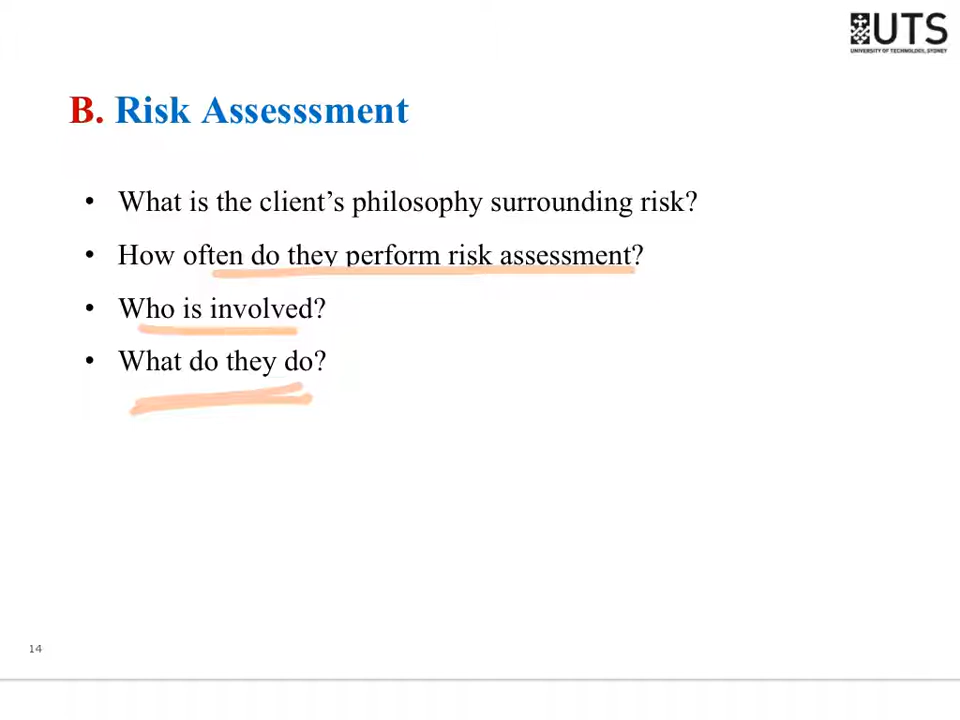 UTS
UNIVERSITY OF TECHNOLOGY, SYDNEY
B. Risk Assesssment
• What is the client's philosophy surrounding risk?
• How often do they perform risk assessment?
• Who is involved?
• What do they do?
14